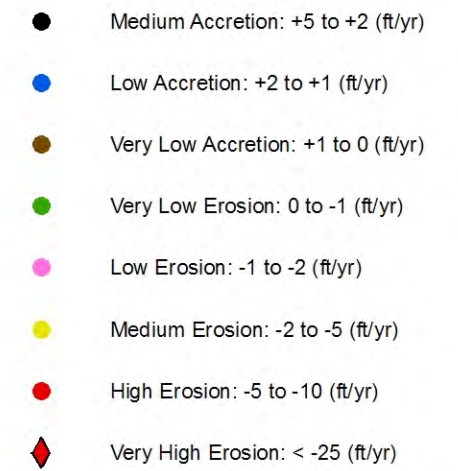 Medium Accretion: +5 to +2 (ft/yr)
Low Accretion: +2 to +1 (ft/yr)
Very Low Accretion: +1 to 0 (ft/yr)
Very Low Erosion: 0 to -1 (ft/yr)
Low Erosion: -1 to -2 (ft/yr)
Medium Erosion: -2 to -5 (ft/yr)
High Erosion: -5 to -10 (ft/yr)
Very High Erosion: < -25 (ft/yr)